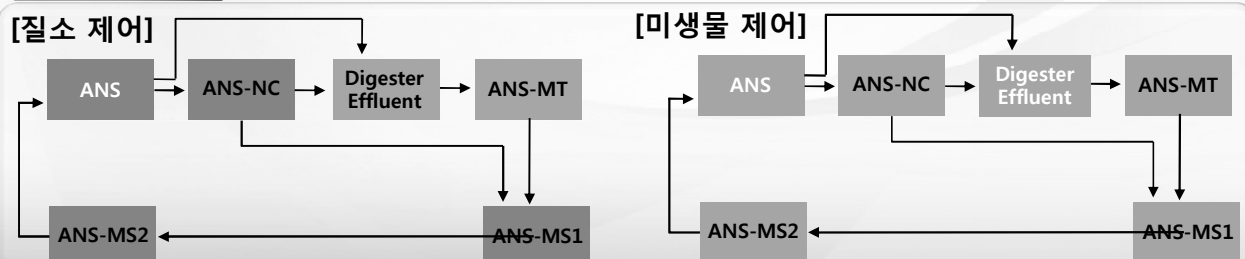 [질소 제어]
ANS
ANS-NC
Digester
Effluent
ANS-MT
ANS-MS2
ANS-MS1
[미생물 제어]
ANS
ANS-NC
Digester
Effluent
ANS-MT
ANS-MS2
ANS-MS1